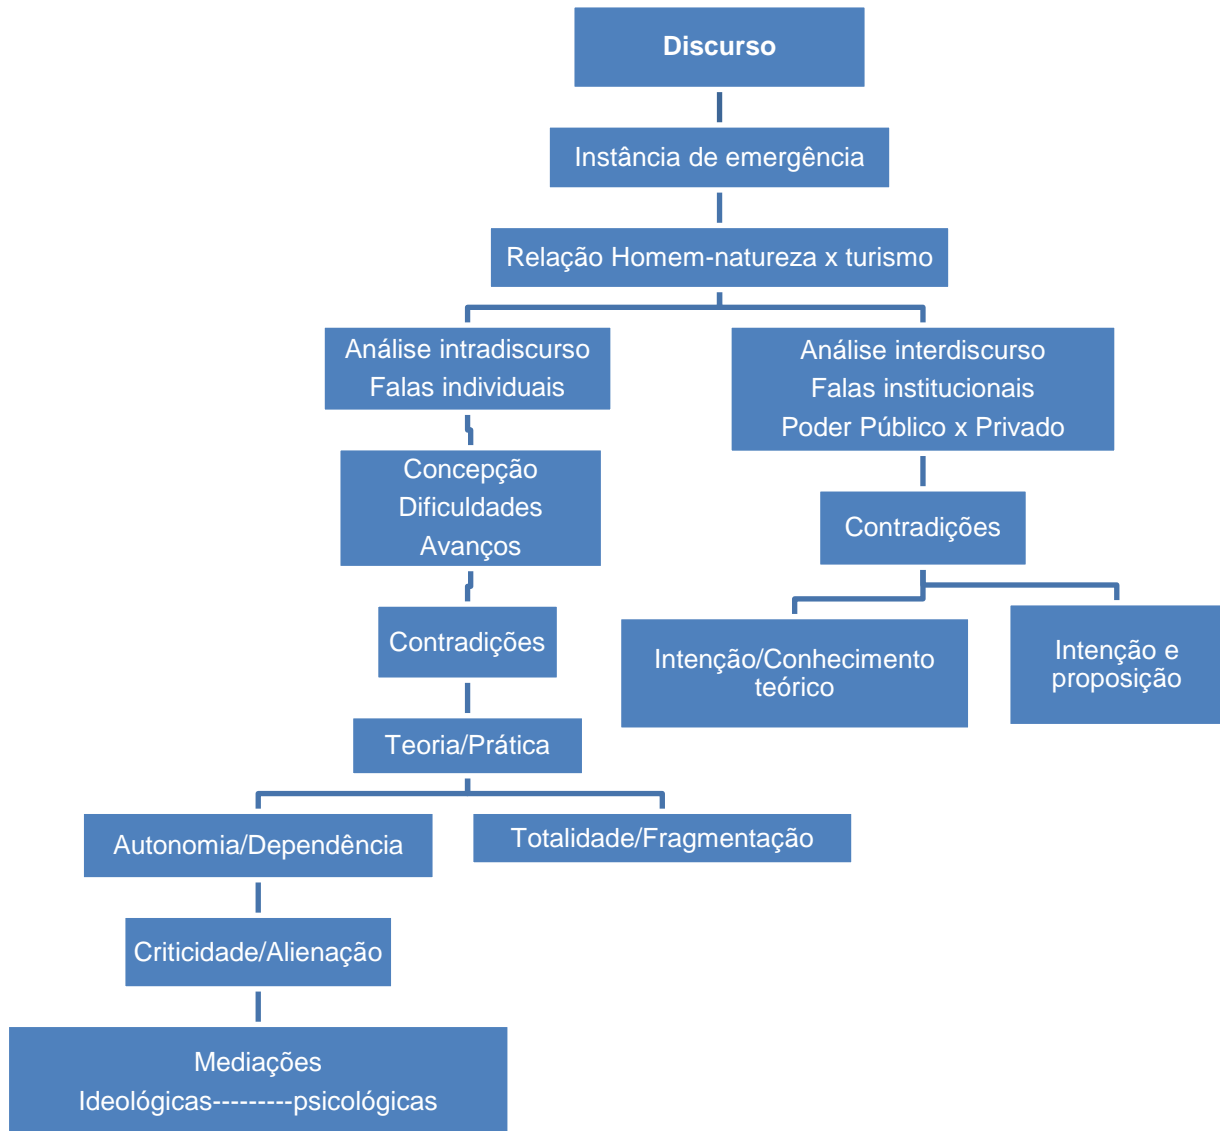 Discurso
Instância de emergência
Relação Homem-natureza x turismo
Análise intradiscurso
Falas individuais
Análise interdiscurso
Falas institucionais
Poder Público x Privado
Concepção
Dificuldades
Avanços
Contradições
Contradições
Intenção/Conhecimento
teórico
Intenção e
proposição
Teoria/Prática
Autonomia/Dependência
Totalidade/Fragmentação
Criticidade/Alienação
Mediações
Ideológicas---------psicológicas